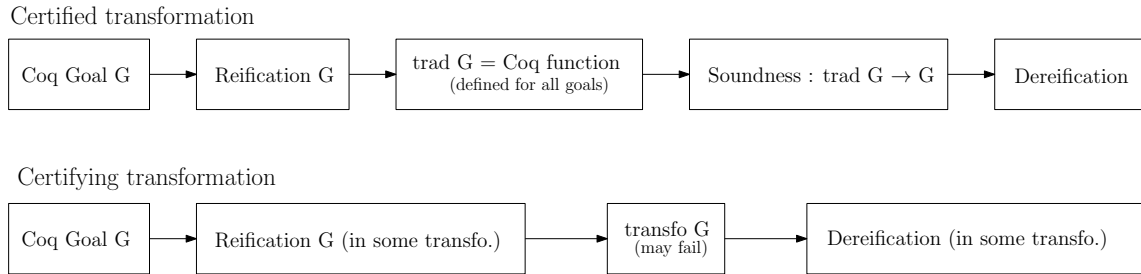 Certified transformation
Coq Goal G
Reification G
trad G = Coq function
(defined for all goals)
Soundness : trad G → G
Dereification
Certifying transformation
Coq Goal G
Reification G (in some transfo.)
transfo G
(may fail)
Dereification (in some transfo.)